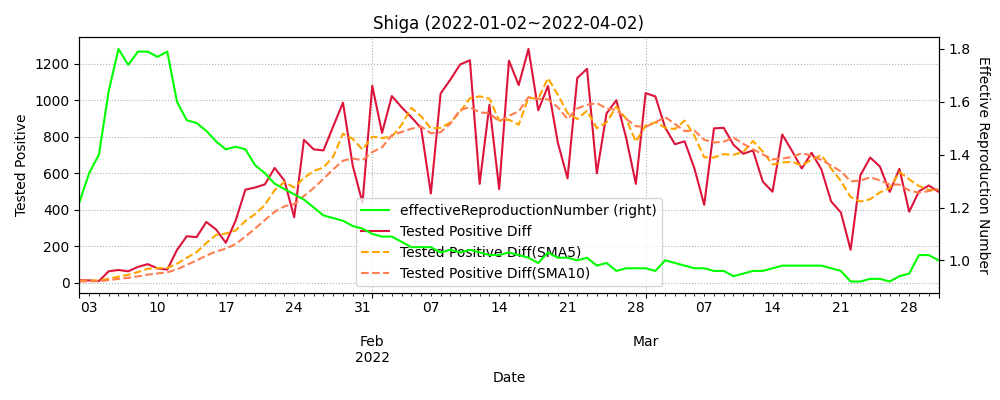 Shiga (2022-01-02~2022-04-02)
Tested Positive
1200
1000
800
600
400
200
0
1.8
1.6
1.4
1.2
1.0
Effective Reproduction Number
effectiveReproductionNumber (right)
Tested Positive Diff
Tested Positive Diff(SMA5)
Tested Positive Diff(SMA10)
03 10 17 24 31 07 14 21 28 07 14 21 28
Feb Mar
2022
Date